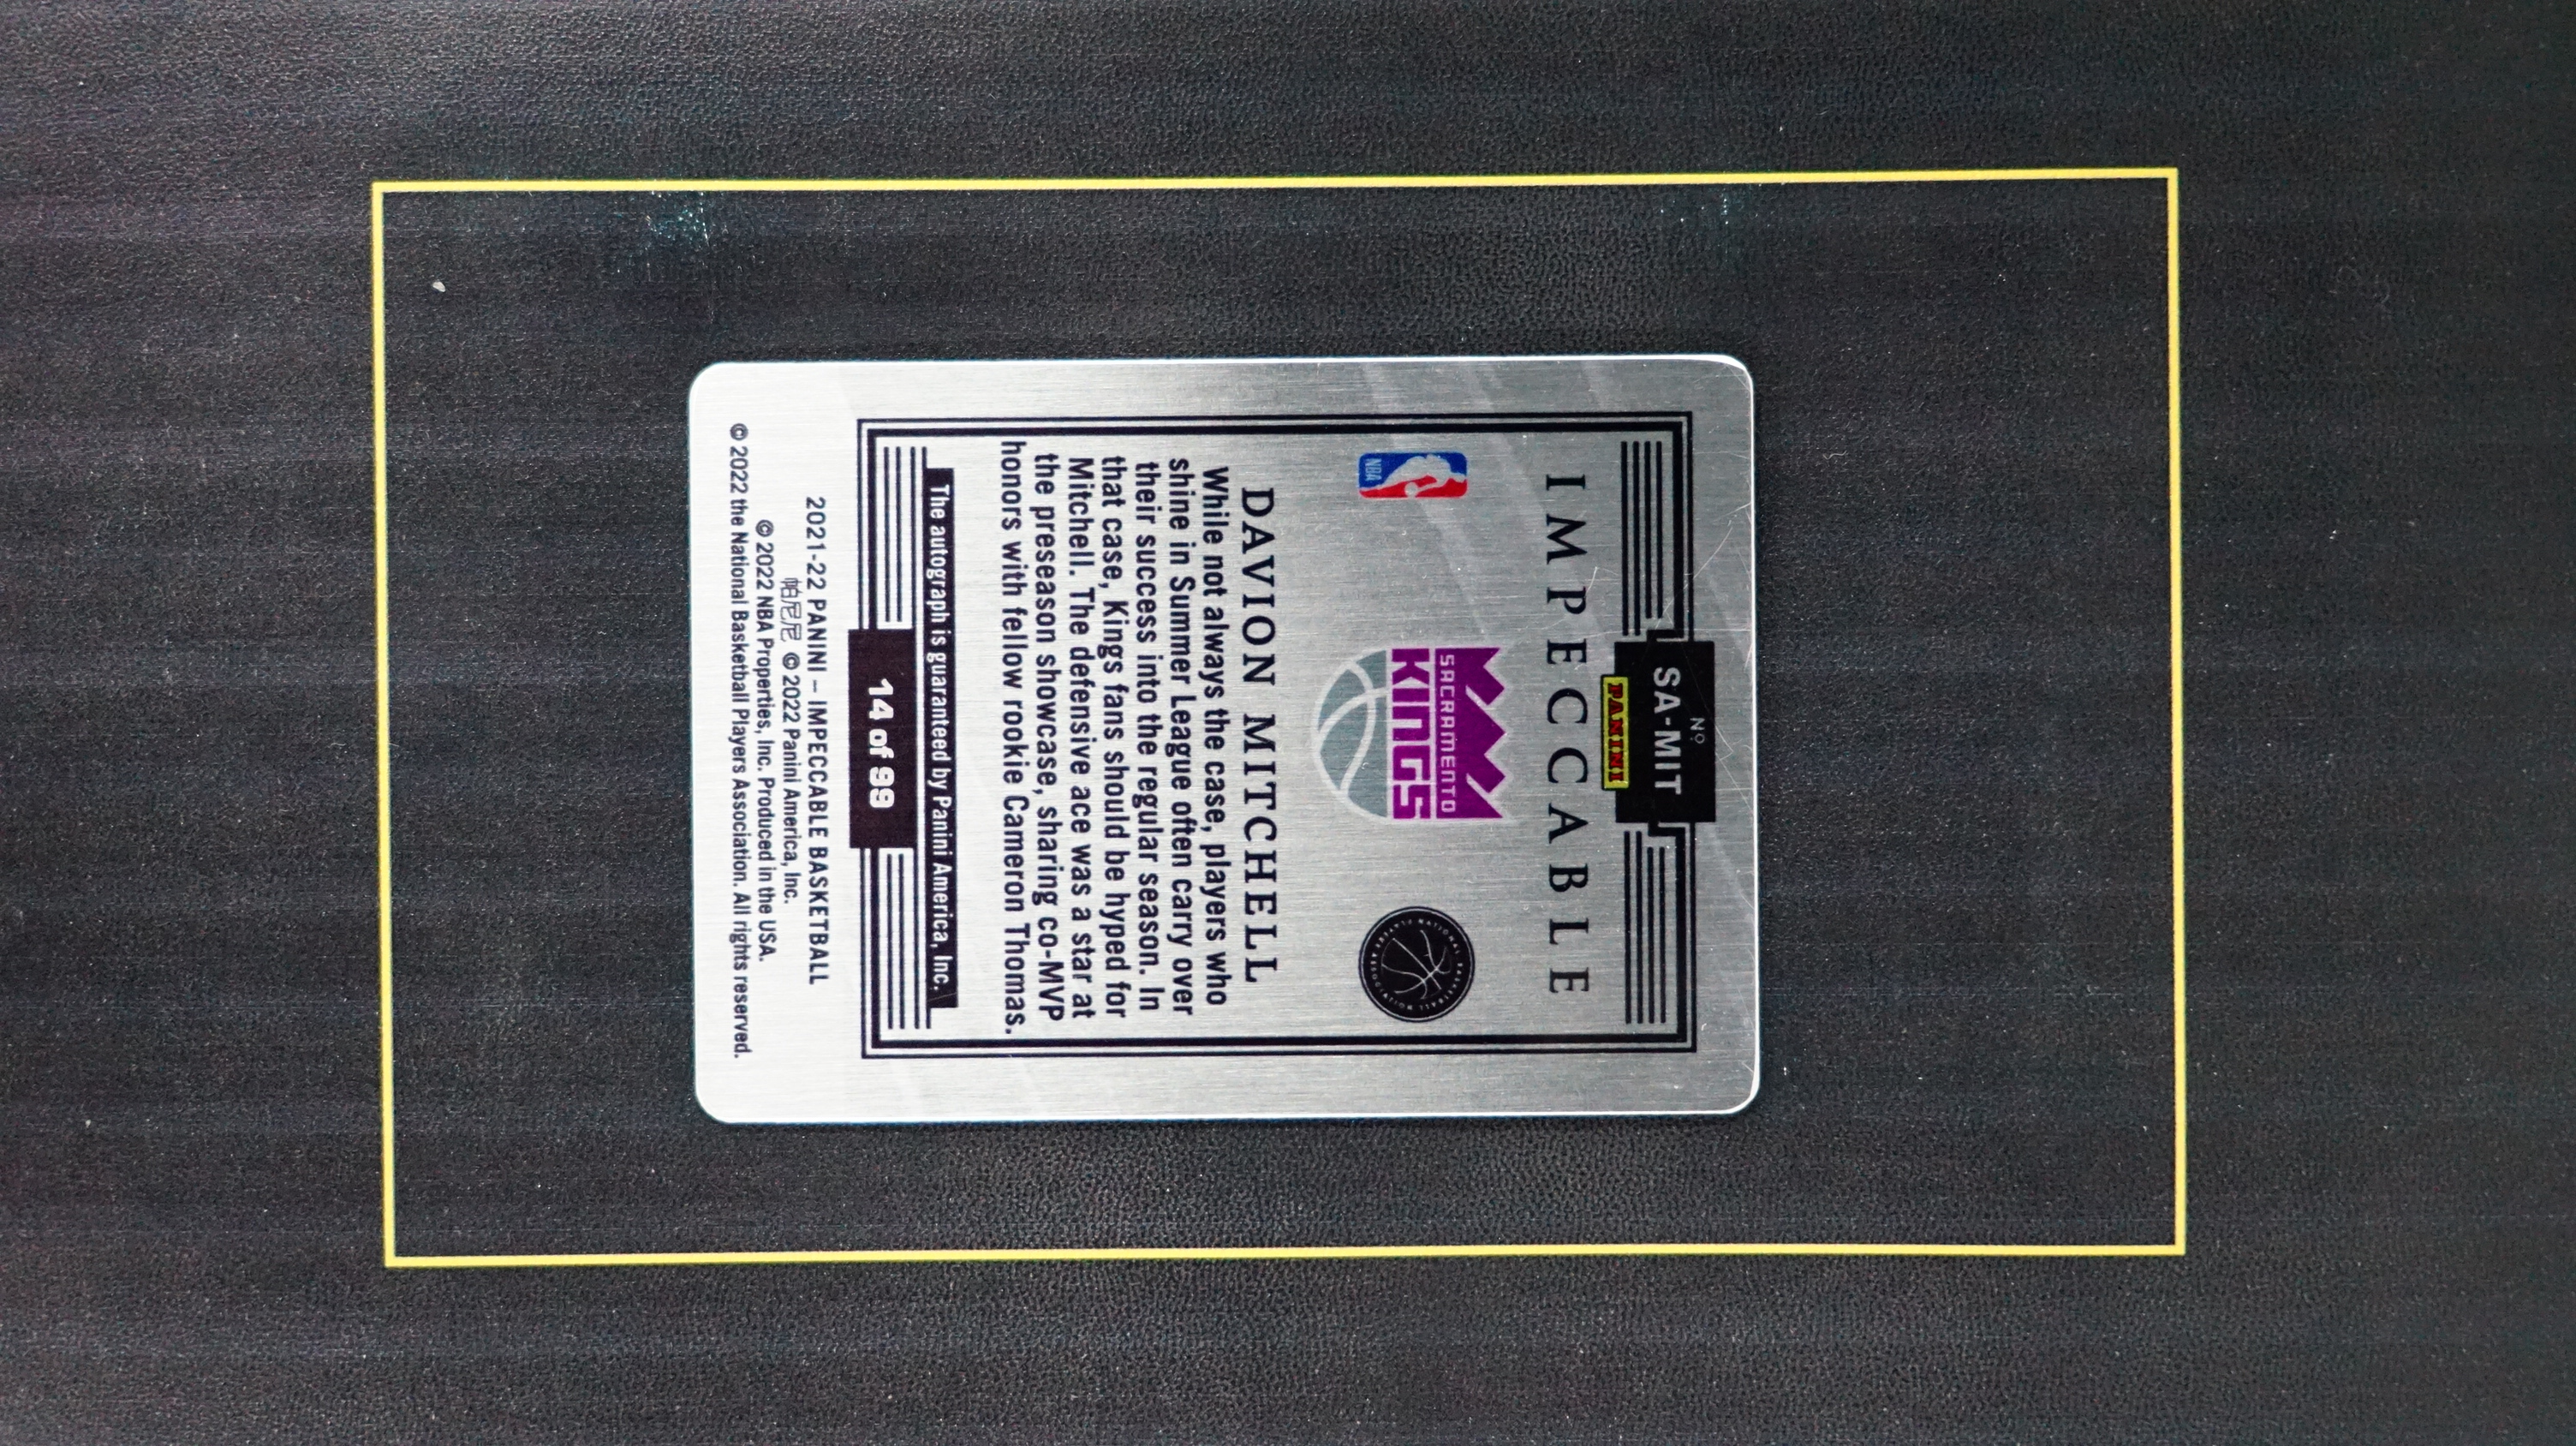 Nº
SA-MIT
PANINI
IMPECCABLE
NBA
SACRAMENTO
KINGS
DAVION MITCHELL
While not always the case, players who
shine in Summer League often carry over
their success into the regular season. In
that case, Kings fans should be hyped for
Mitchell. The defensive ace was a star at
the preseason showcase, sharing co-MVP
honors with fellow rookie Cameron Thomas.
The autograph is guaranteed by Panini America, Inc.
14 of 99
2021-22 PANINI – IMPECCABLE BASKETBALL
帕尼尼 © 2022 Panini America, Inc.
© 2022 NBA Properties, Inc. Produced in the USA.
© 2022 the National Basketball Players Association. All rights reserved.